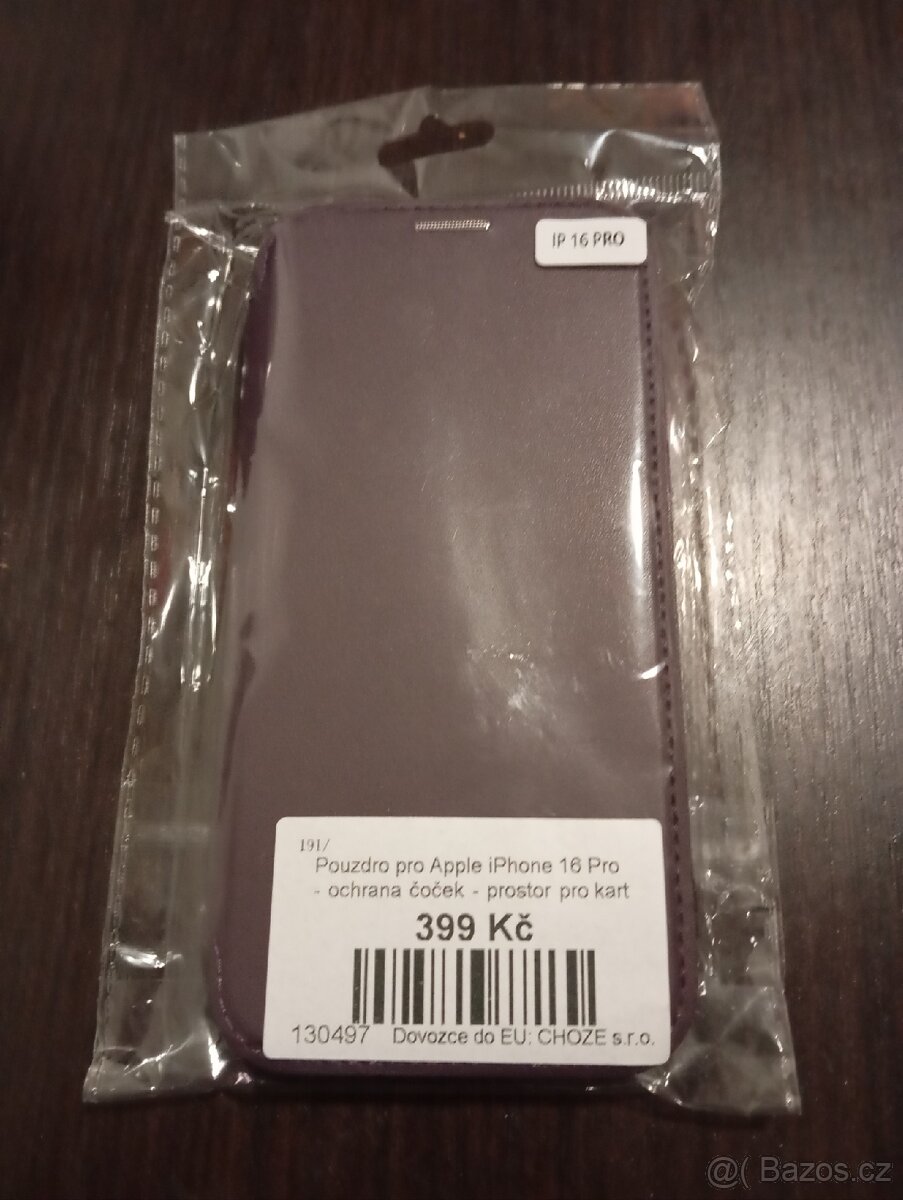 IP 16 PRO
191/
Pouzdro pro Apple iPhone 16 Pro
- ochrana čoček - prostor pro kart
399 Kč
130497 Dovozce do EU: CHOZE s.r.o.
@( Bazos.cz